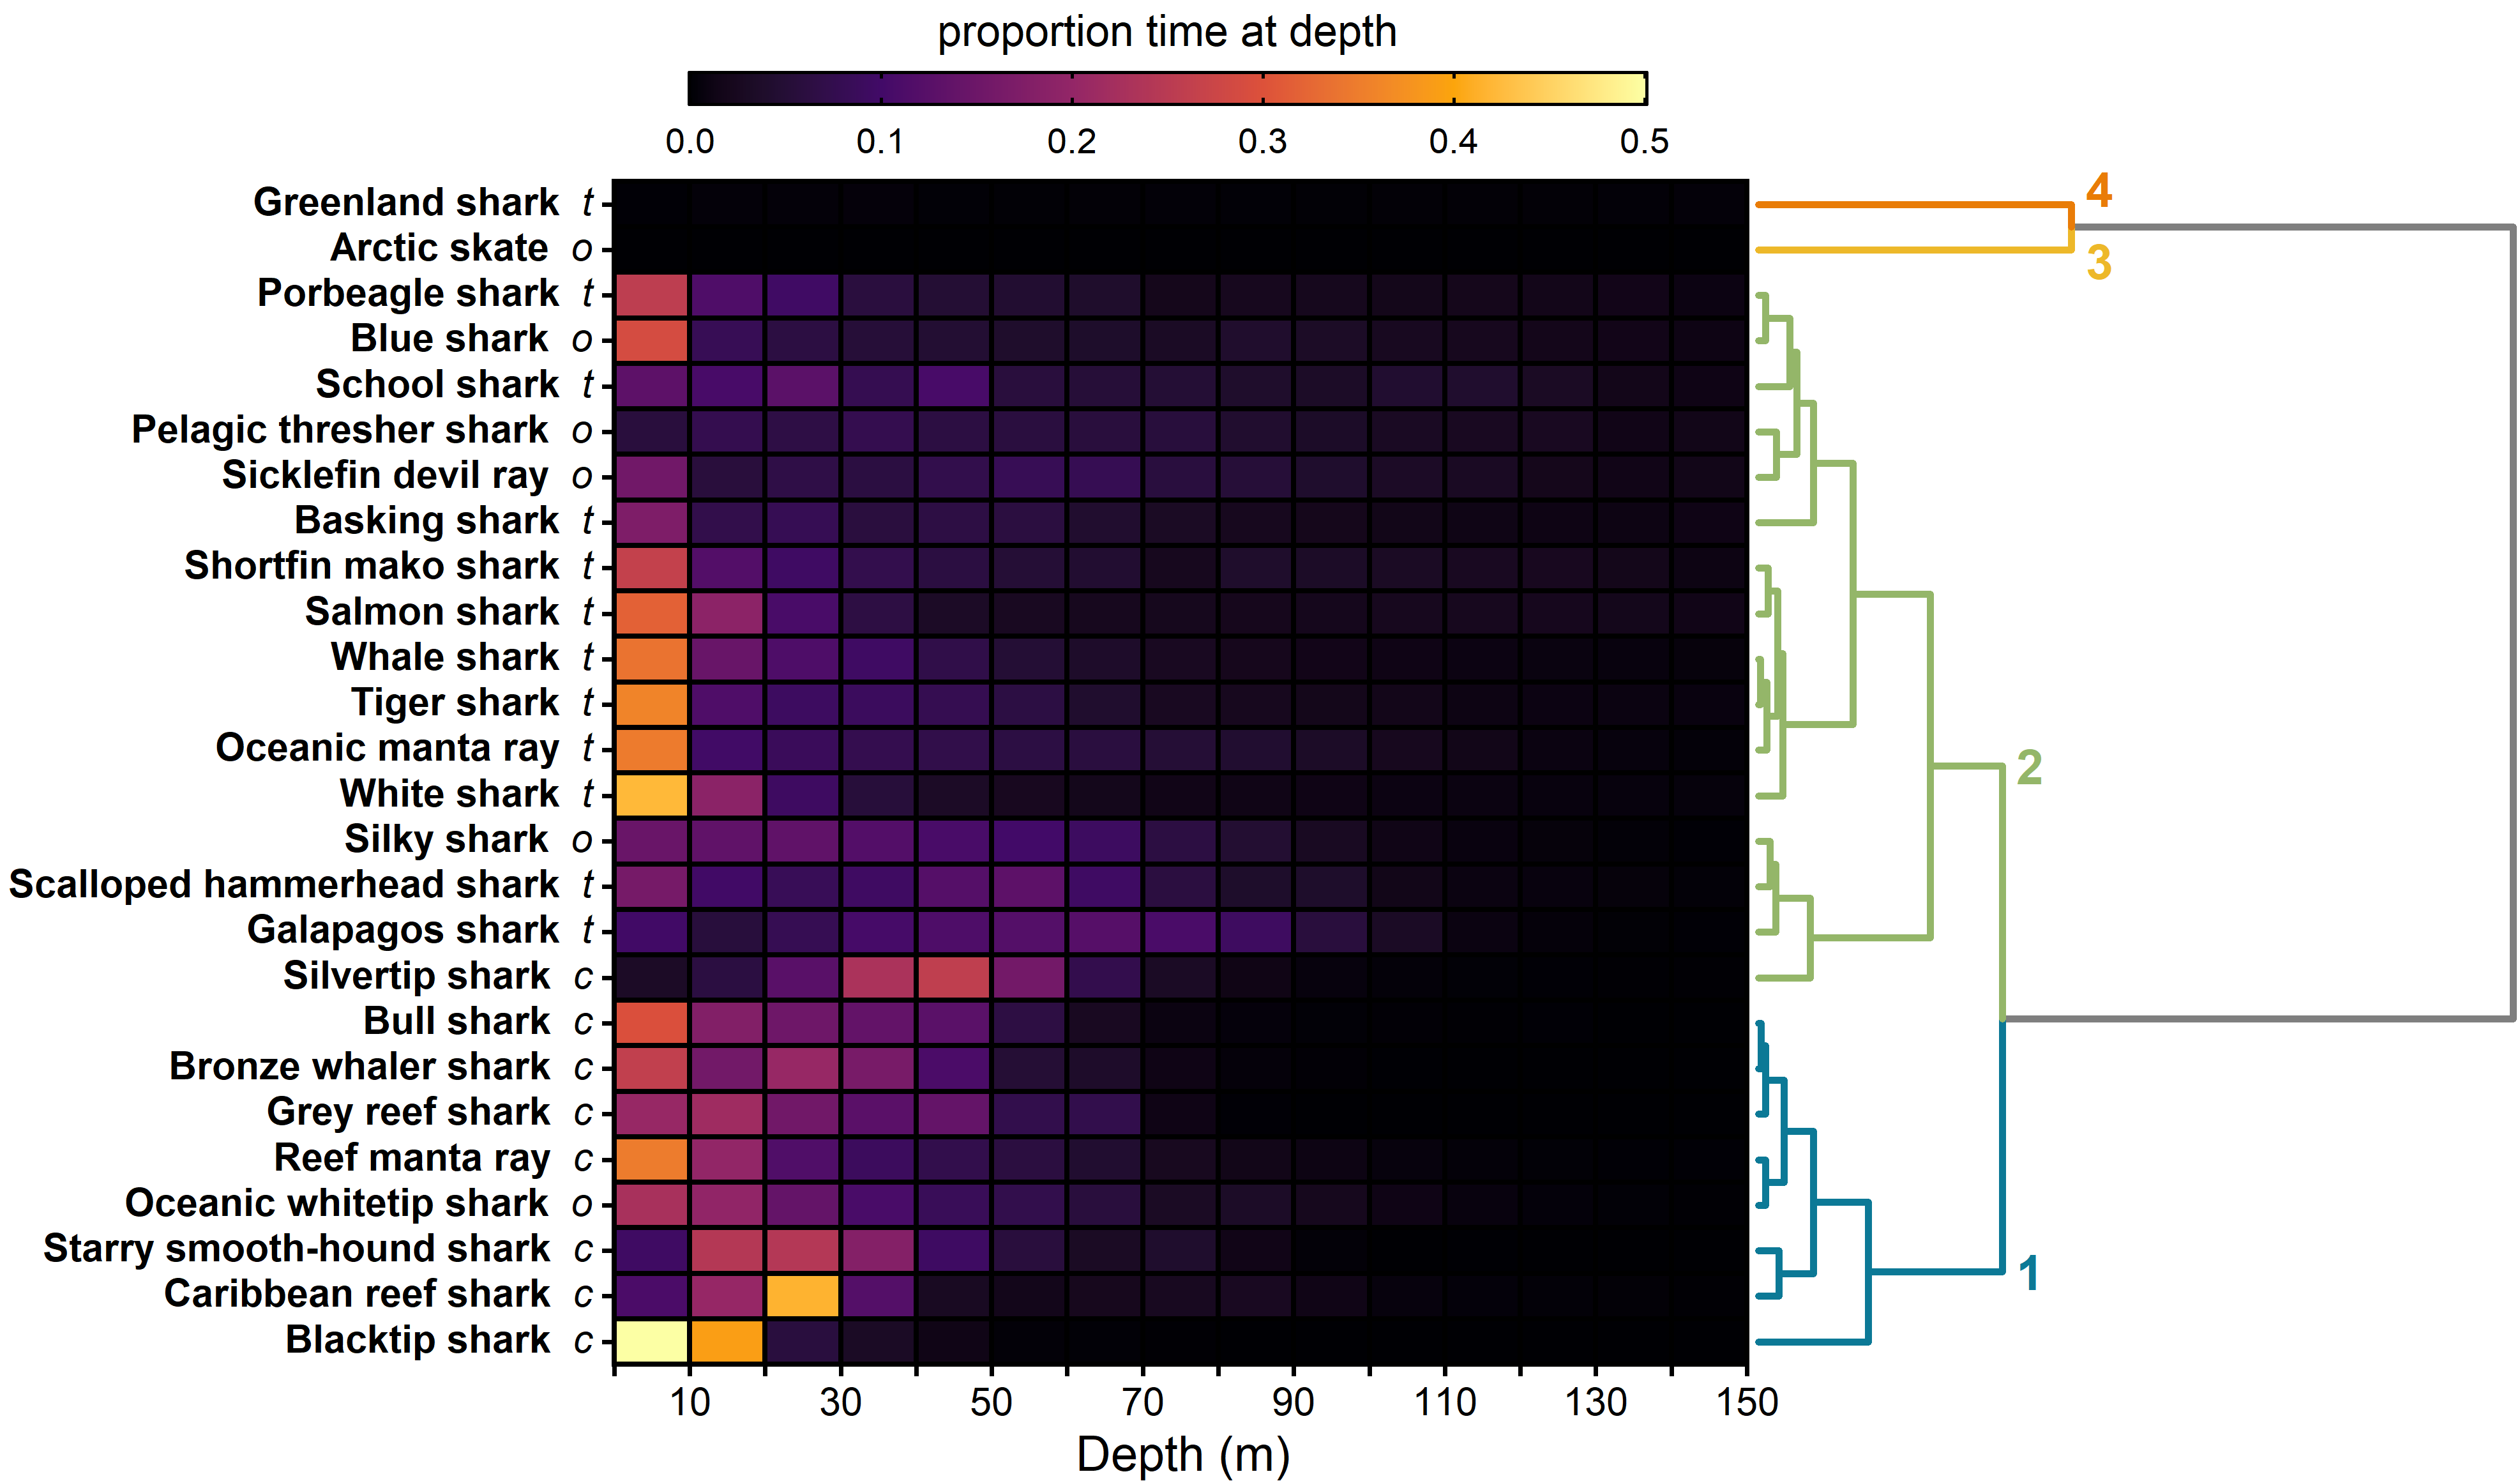 proportion time at depth
0.0 0.1 0.2 0.3 0.4 0.5
Greenland shark t
Arctic skate o
Porbeagle shark t
Blue shark o
School shark t
Pelagic thresher shark o
Sicklefin devil ray o
Basking shark t
Shortfin mako shark t
Salmon shark t
Whale shark t
Tiger shark t
Oceanic manta ray t
White shark t
Silky shark o
Scalloped hammerhead shark t
Galapagos shark t
Silvertip shark c
Bull shark c
Bronze whaler shark c
Grey reef shark c
Reef manta ray c
Oceanic whitetip shark o
Starry smooth-hound shark c
Caribbean reef shark c
Blacktip shark c
10 30 50 70 90 110 130 150
Depth (m)
4
3
2
1